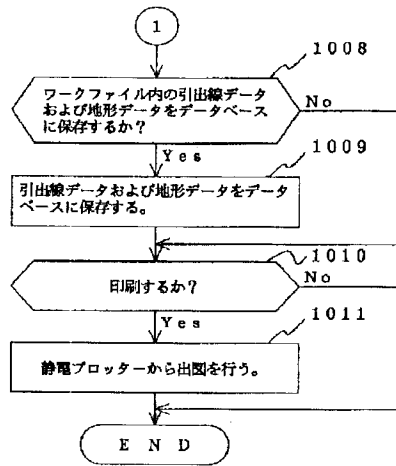 1
1008
ワークファイル内の引出線データ
および地形データをデータベース
に保存するか?
No
Yes
1009
引出線データおよび地形データをデータ
ベースに保存する。
1010
印刷するか?
No
Yes
1011
静電プロッターから出図を行う。
END